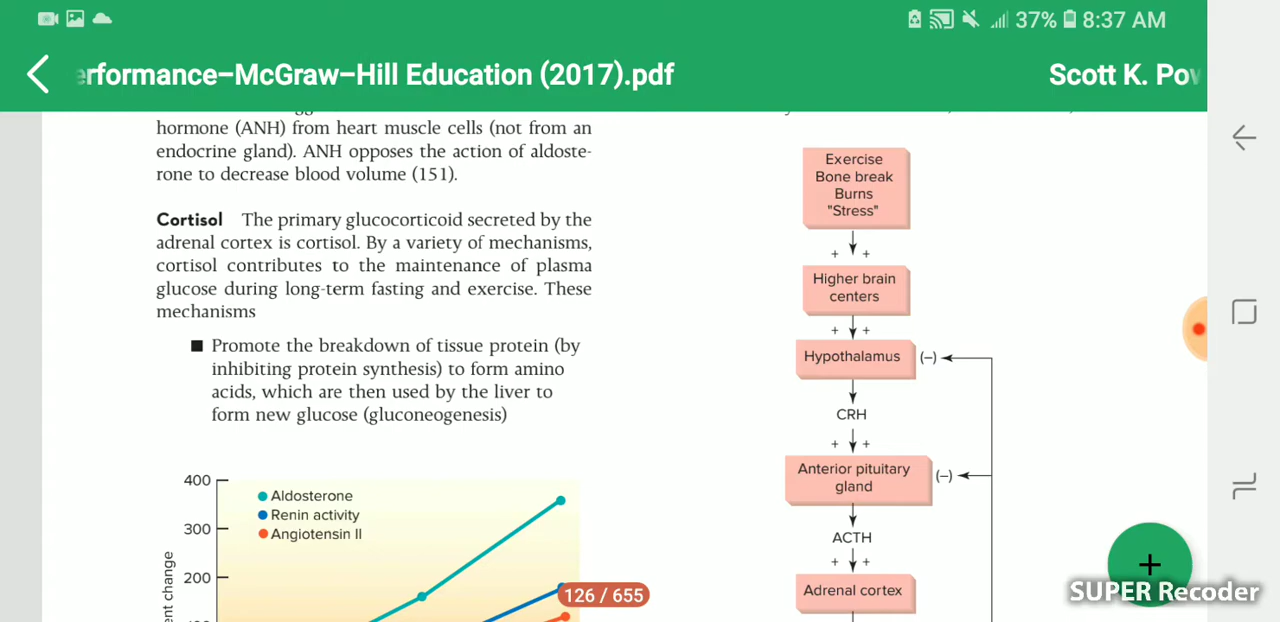 37% 8:37 AM
erformance–McGraw–Hill Education (2017).pdf
Scott K. Pov
hormone (ANH) from heart muscle cells (not from an
endocrine gland). ANH opposes the action of aldoste-
rone to decrease blood volume (151).
Cortisol The primary glucocorticoid secreted by the
adrenal cortex is cortisol. By a variety of mechanisms,
cortisol contributes to the maintenance of plasma
glucose during long-term fasting and exercise. These
mechanisms
■ Promote the breakdown of tissue protein (by
inhibiting protein synthesis) to form amino
acids, which are then used by the liver to
form new glucose (gluconeogenesis)
400
Aldosterone
Renin activity
Angiotensin II
300
200
ent change
126 / 655
Exercise
Bone break
Burns
"Stress"
+ +
Higher brain
centers
+ +
Hypothalamus (–)
CRH
+ +
Anterior pituitary
gland (–)
ACTH
+ +
Adrenal cortex
+
SUPER Recoder